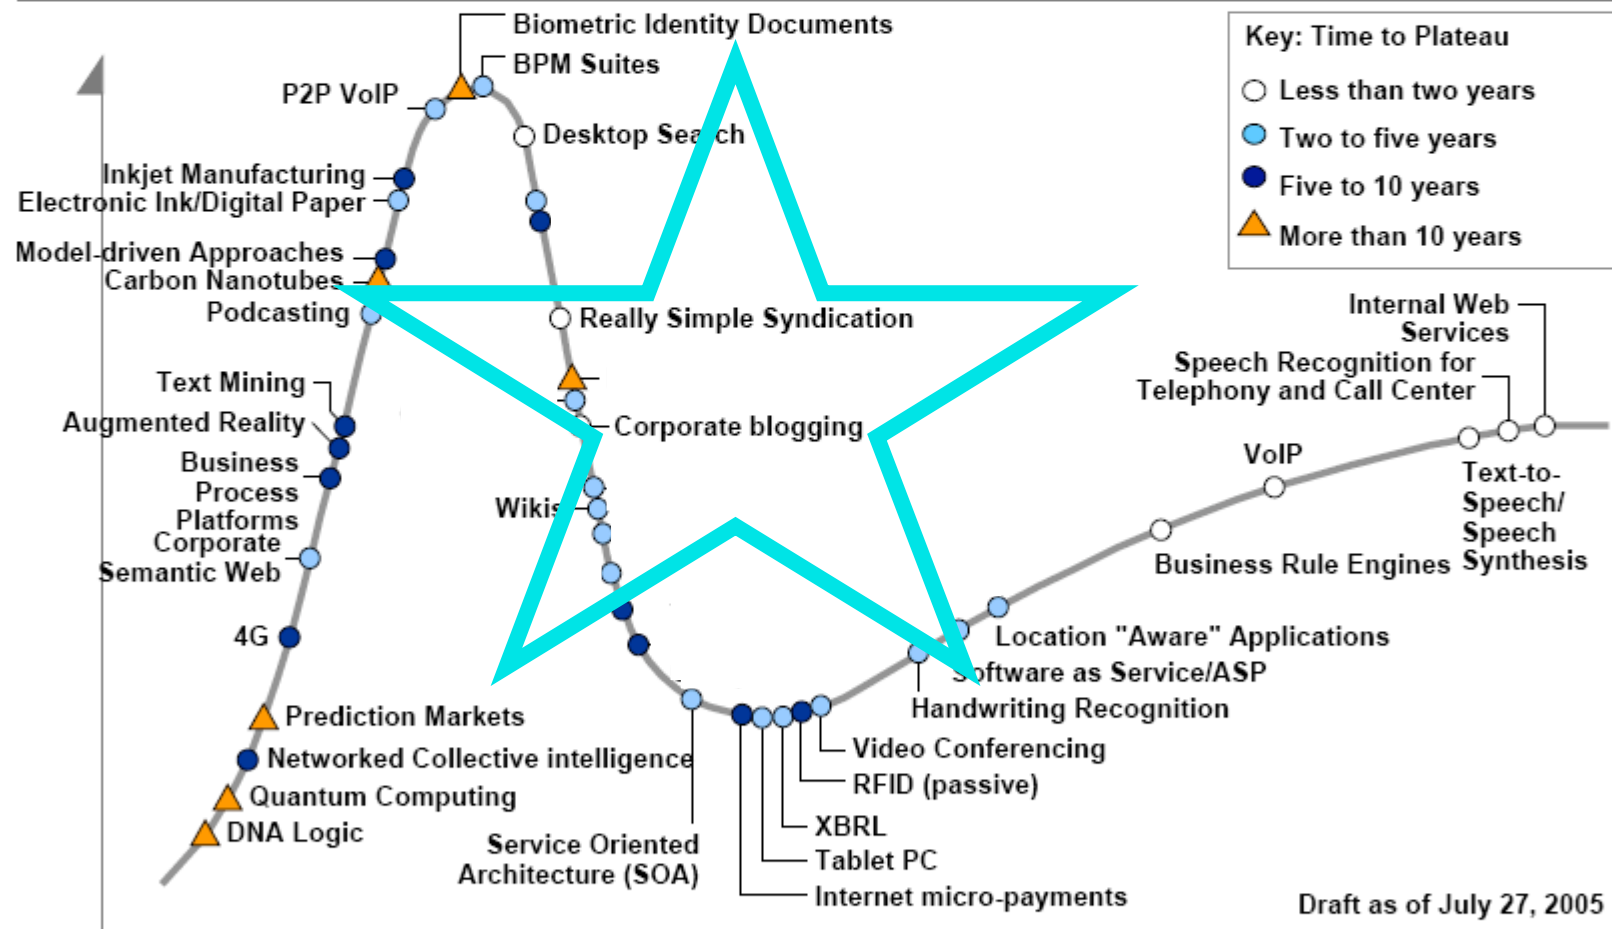 Biometric Identity Documents
BPM Suites
P2P VoIP
Desktop Search
Inkjet Manufacturing
Electronic Ink/Digital Paper
Model-driven Approaches
Carbon Nanotubes
Podcasting
Really Simple Syndication
Text Mining
Augmented Reality
Corporate blogging
Business
Process
Platforms
Wikis
Corporate
Semantic Web
4G
Prediction Markets
Networked Collective intelligence
Quantum Computing
DNA Logic
Service Oriented
Architecture (SOA)
Video Conferencing
RFID (passive)
XBRL
Tablet PC
Internet micro-payments
Handwriting Recognition
Software as Service/ASP
Location "Aware" Applications
Business Rule Engines
VoIP
Text-to-
Speech/
Speech
Synthesis
Speech Recognition for
Telephony and Call Center
Internal Web
Services
Key: Time to Plateau
Less than two years
Two to five years
Five to 10 years
More than 10 years
Draft as of July 27, 2005